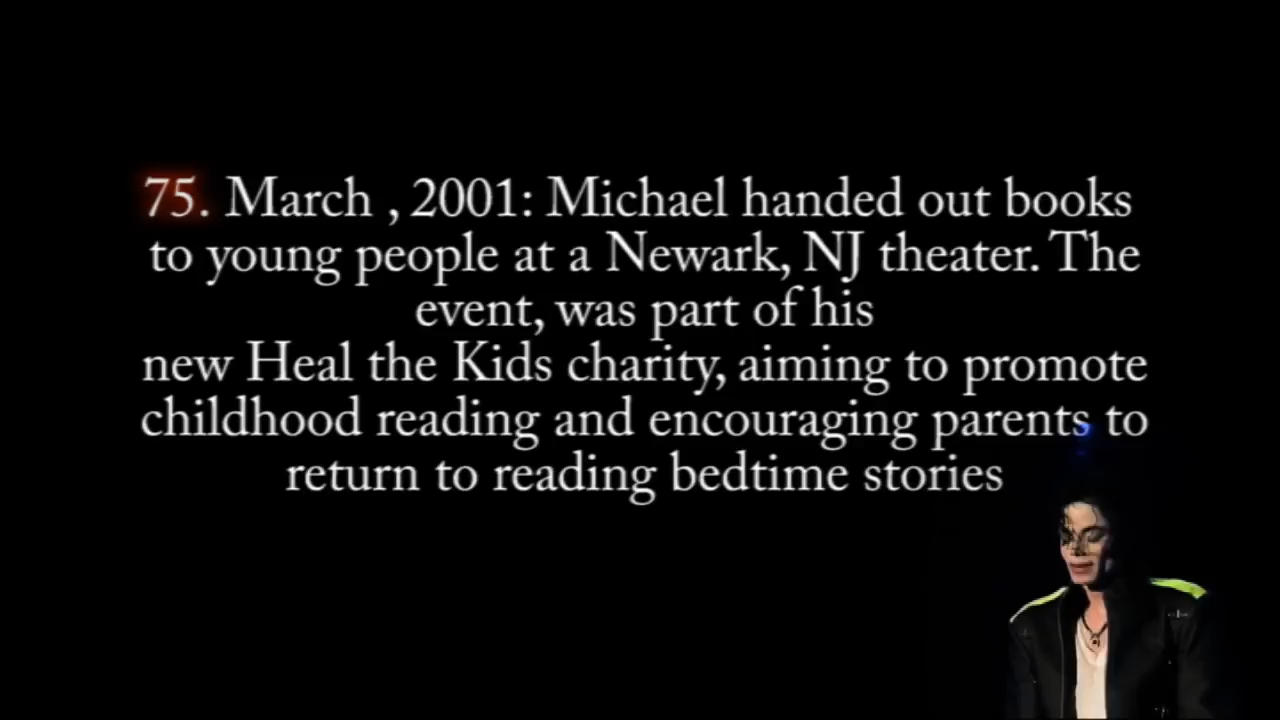 75. March , 2001: Michael handed out books
to young people at a Newark, NJ theater. The
event, was part of his
new Heal the Kids charity, aiming to promote
childhood reading and encouraging parents to
return to reading bedtime stories